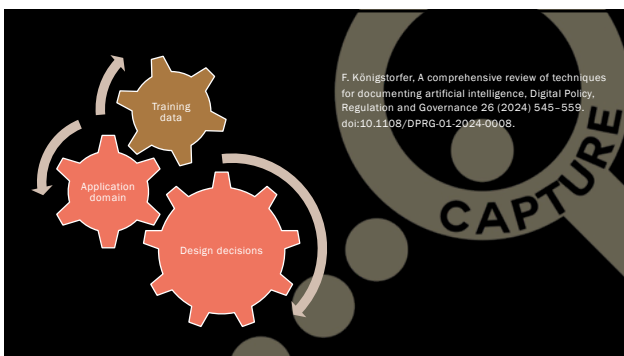 Training
data
Application
domain
Design decisions
F. Königstorfer, A comprehensive review of techniques
for documenting artificial intelligence, Digital Policy,
Regulation and Governance 26 (2024) 545–559.
doi:10.1108/DPRG-01-2024-0008.
CAPTURE